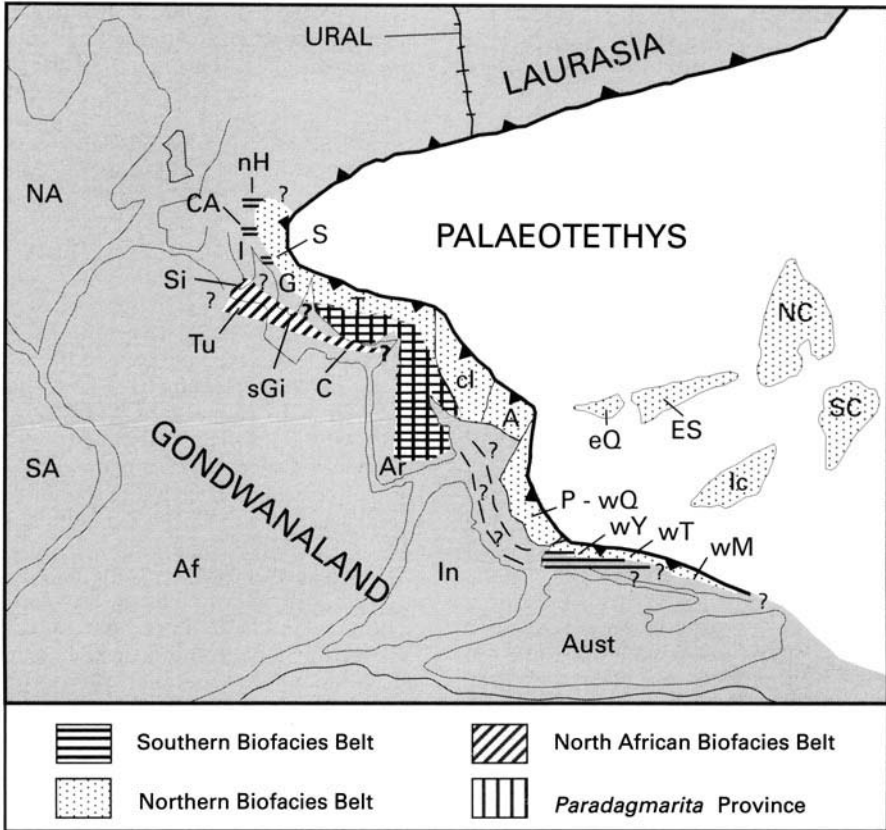 URAL
LAURASIA
nH
?
NA
CA
PALAEOTETHYS
I
S
NC
Si
?
G
?
T
?
Tu
?
cI
sGi
C
A
eQ
ES
SC
GONDWANALAND
SA
Ar
?
Ic
?
P - wQ
?
wY
wT
wM
Af
In
?
?
?
Aust
Southern Biofacies Belt
North African Biofacies Belt
Northern Biofacies Belt
Paradagmarita Province